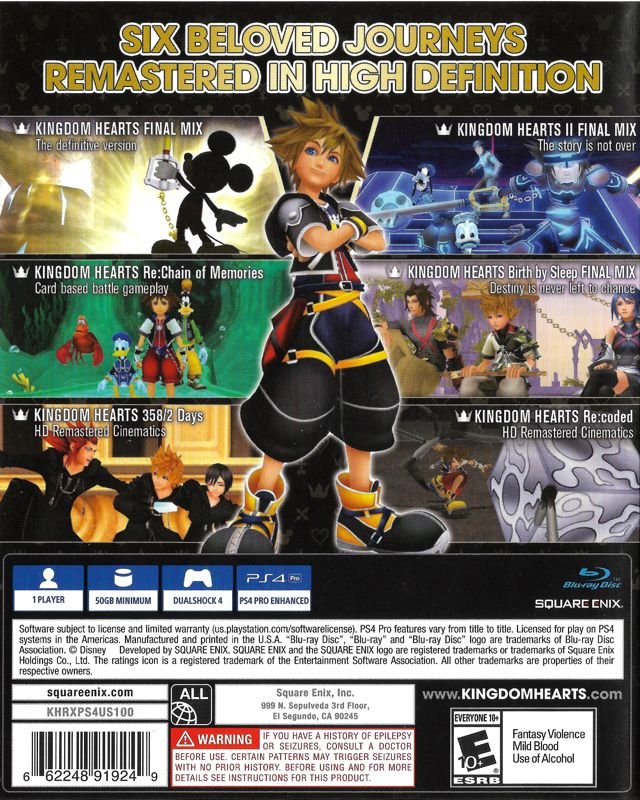 SIX BELOVED JOURNEYS
REMASTERED IN HIGH DEFINITION
KINGDOM HEARTS FINAL MIX
The definitive version
KINGDOM HEARTS II FINAL MIX
The story is not over
KINGDOM HEARTS Re:Chain of Memories
Card based battle gameplay
KINGDOM HEARTS Birth by Sleep FINAL MIX
Destiny is never left to chance
KINGDOM HEARTS 358/2 Days
HD Remastered Cinematics
KINGDOM HEARTS Re:coded
HD Remastered Cinematics
1 PLAYER
50GB MINIMUM
DUALSHOCK 4
PS4 Pro
PS4 PRO ENHANCED
Blu-ray Disc™
SQUARE ENIX
Software subject to license and limited warranty (us.playstation.com/softwarelicense). PS4 Pro features vary from title to title. Licensed for play on PS4
systems in the Americas. Manufactured and printed in the U.S.A. "Blu-ray Disc", "Blu-ray" and "Blu-ray Disc" logo are trademarks of Blu-ray Disc
Association. © Disney Developed by SQUARE ENIX. SQUARE ENIX and the SQUARE ENIX logo are registered trademarks or trademarks of Square Enix
Holdings Co., Ltd. The ratings icon is a registered trademark of the Entertainment Software Association. All other trademarks are properties of their
respective owners.
squareenix.com
KHRXPS4US100
6 62248 91924 9
ALL
Square Enix, Inc.
999 N. Sepulveda 3rd Floor,
El Segundo, CA 90245
WARNING IF YOU HAVE A HISTORY OF EPILEPSY
OR SEIZURES, CONSULT A DOCTOR
BEFORE USE. CERTAIN PATTERNS MAY TRIGGER SEIZURES
WITH NO PRIOR HISTORY. BEFORE USING AND FOR MORE
DETAILS SEE INSTRUCTIONS FOR THIS PRODUCT.
www.KINGDOMHEARTS.com
EVERYONE 10+
E
10+
ESRB
Fantasy Violence
Mild Blood
Use of Alcohol